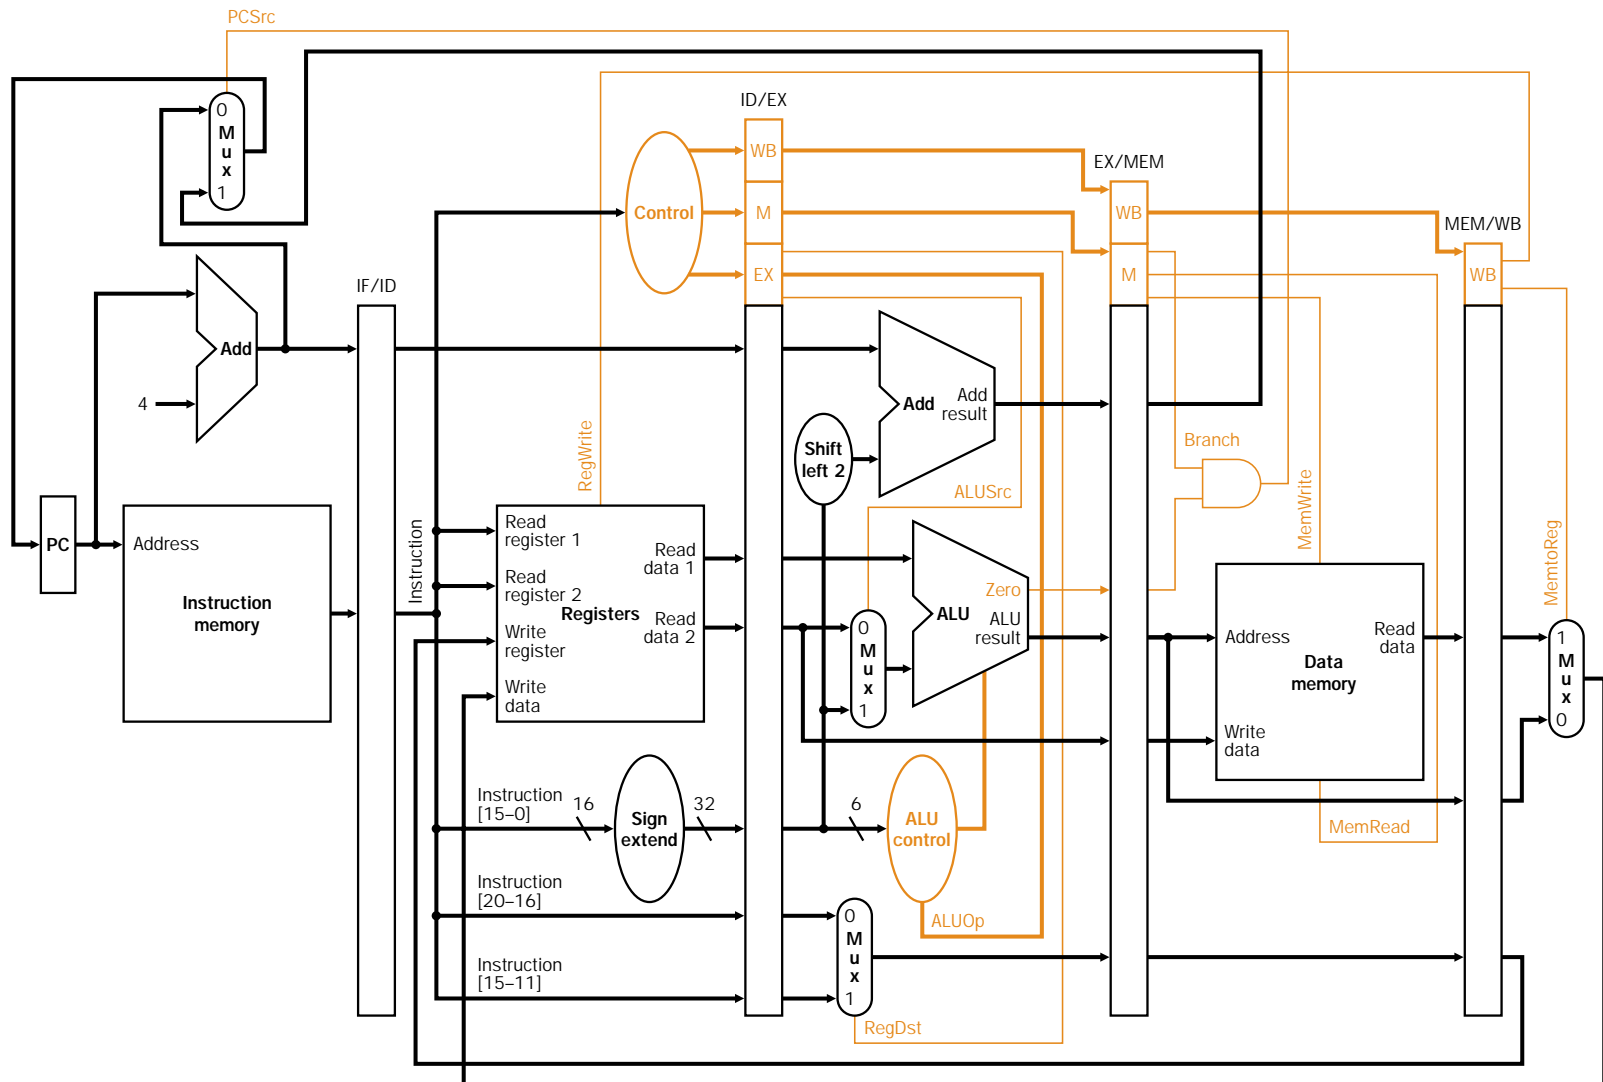 PCSrc
ID/EX
0
M
u
x
1
WB
EX/MEM
Control
M
WB
MEM/WB
EX
M
WB
IF/ID
Add
4
Add
Add
result
Shift
left 2
Branch
RegWrite
ALUSrc
MemWrite
Instruction
MemtoReg
PC
Address
Instruction
memory
Read
register 1
Read
data 1
Read
register 2
Registers
Read
data 2
Write
register
Write
data
Zero
ALU
ALU
result
0
M
u
x
1
Address
Read
data
Data
memory
Write
data
1
M
u
x
0
Instruction
[15–0]
16
Sign
extend
32
6
ALU
control
MemRead
Instruction
[20–16]
0
M
u
x
1
ALUOp
Instruction
[15–11]
RegDst